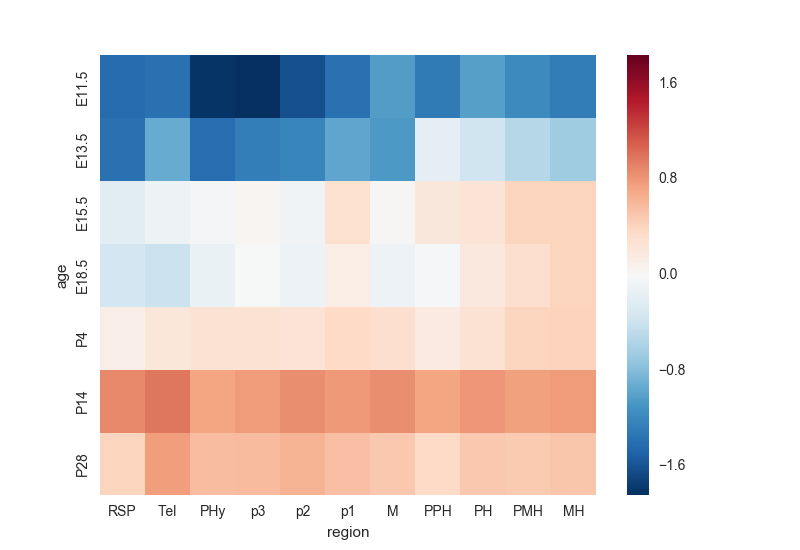 E11.5
E13.5
E15.5
E18.5
P4
P14
P28
age
RSP Tel PHy p3 p2 p1 M PPH PH PMH MH
region
1.6
0.8
0.0
−0.8
−1.6